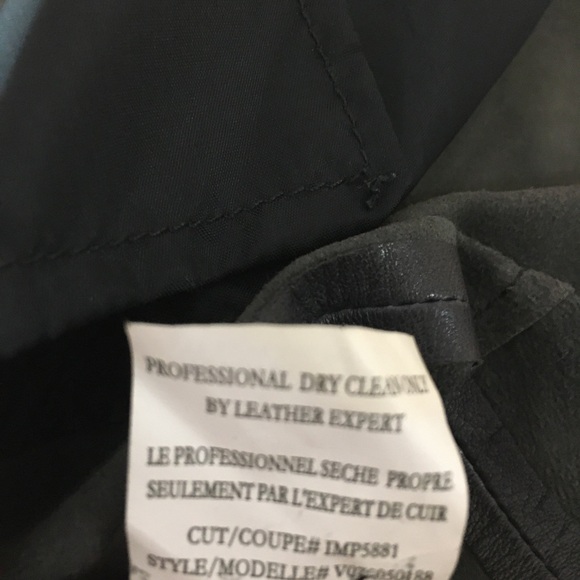 PROFESSIONAL DRY CLEANING
BY LEATHER EXPERT
LE PROFESSIONNEL SECHE PROPRE
SEULEMENT PAR L'EXPERT DE CUIR
CUT/COUPE# IMP5881
STYLE/MODELLE#